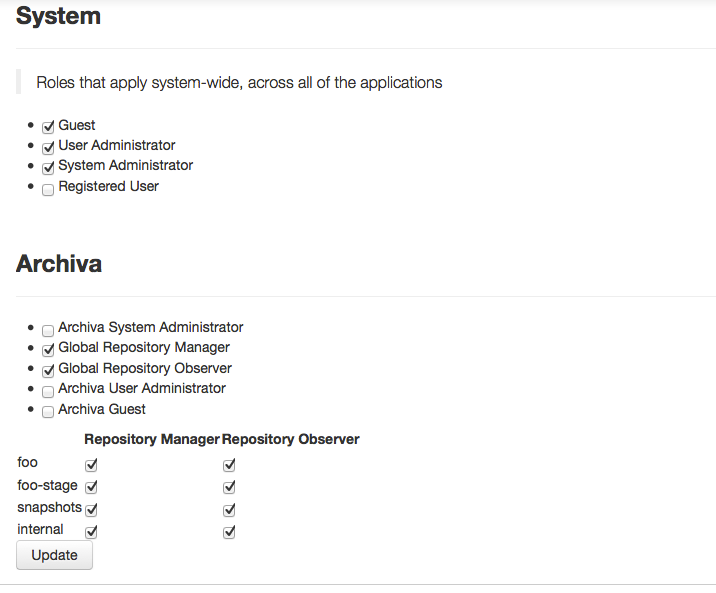 System
Roles that apply system-wide, across all of the applications
Guest
User Administrator
System Administrator
Registered User
Archiva
Archiva System Administrator
Global Repository Manager
Global Repository Observer
Archiva User Administrator
Archiva Guest
Repository Manager Repository Observer
foo
foo-stage
snapshots
internal
Update